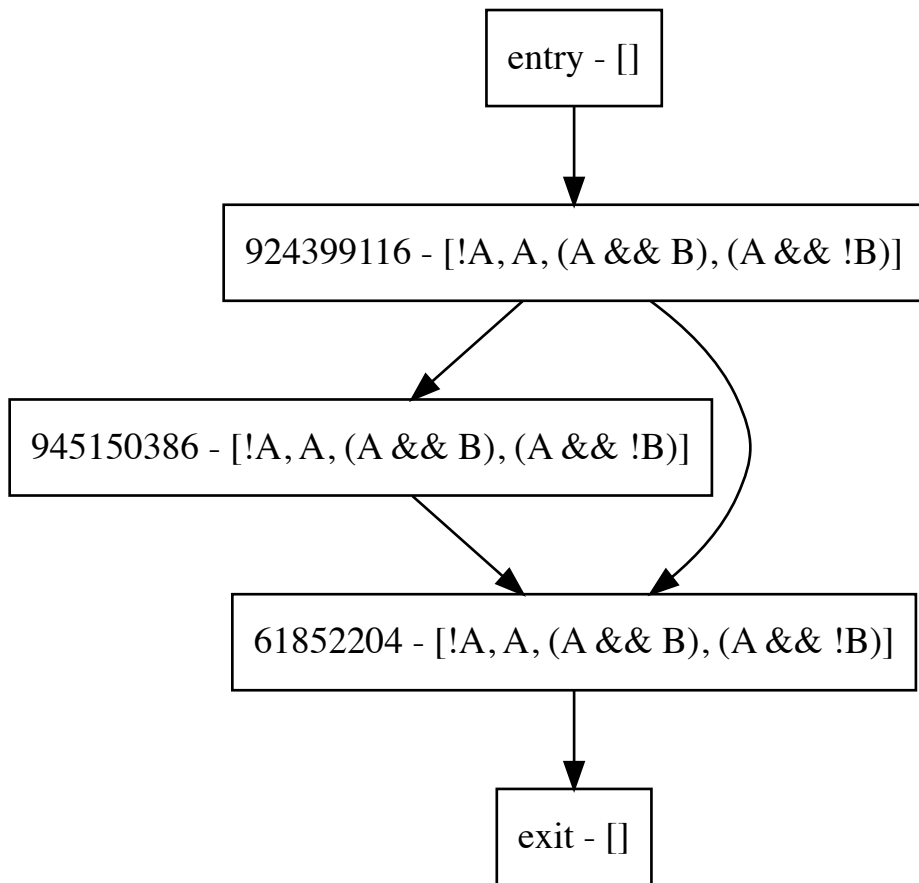 entry - []
924399116 - [!A, A, (A && B), (A && !B)]
945150386 - [!A, A, (A && B), (A && !B)]
61852204 - [!A, A, (A && B), (A && !B)]
exit - []